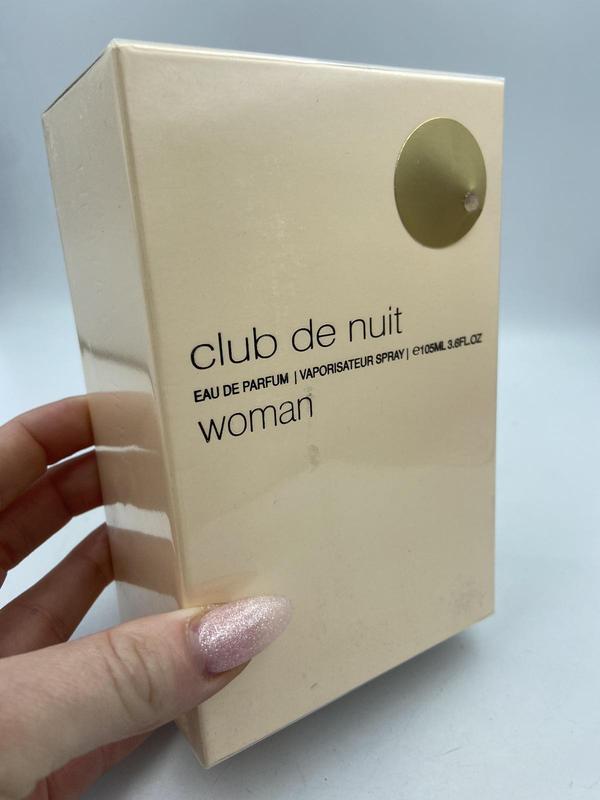 club de nuit
EAU DE PARFUM | VAPORISATEUR SPRAY | ℮105ML 3.6FL.OZ
woman